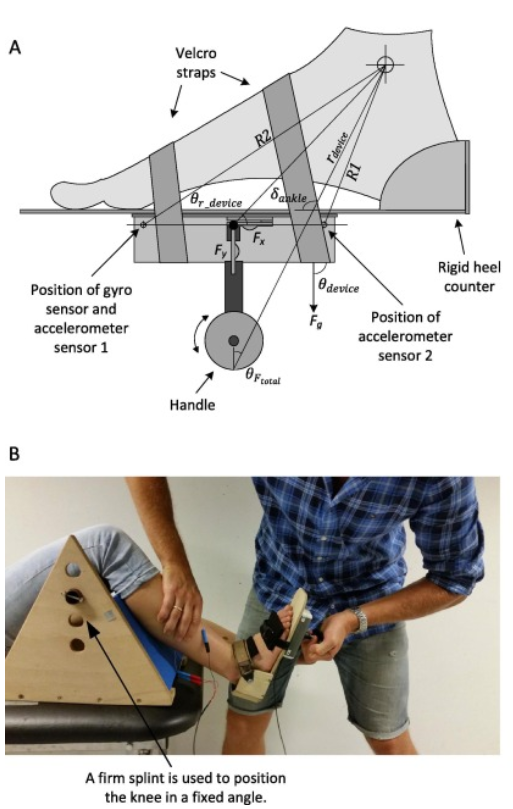 A
Velcro
straps
R2
r_device
R1
θ_r_device
δ_ankle
F_x
F_y
θ_device
F_g
θ_F_total
Position of gyro
sensor and
accelerometer
sensor 1
Rigid heel
counter
Position of
accelerometer
sensor 2
Handle
B
A firm splint is used to position
the knee in a fixed angle.